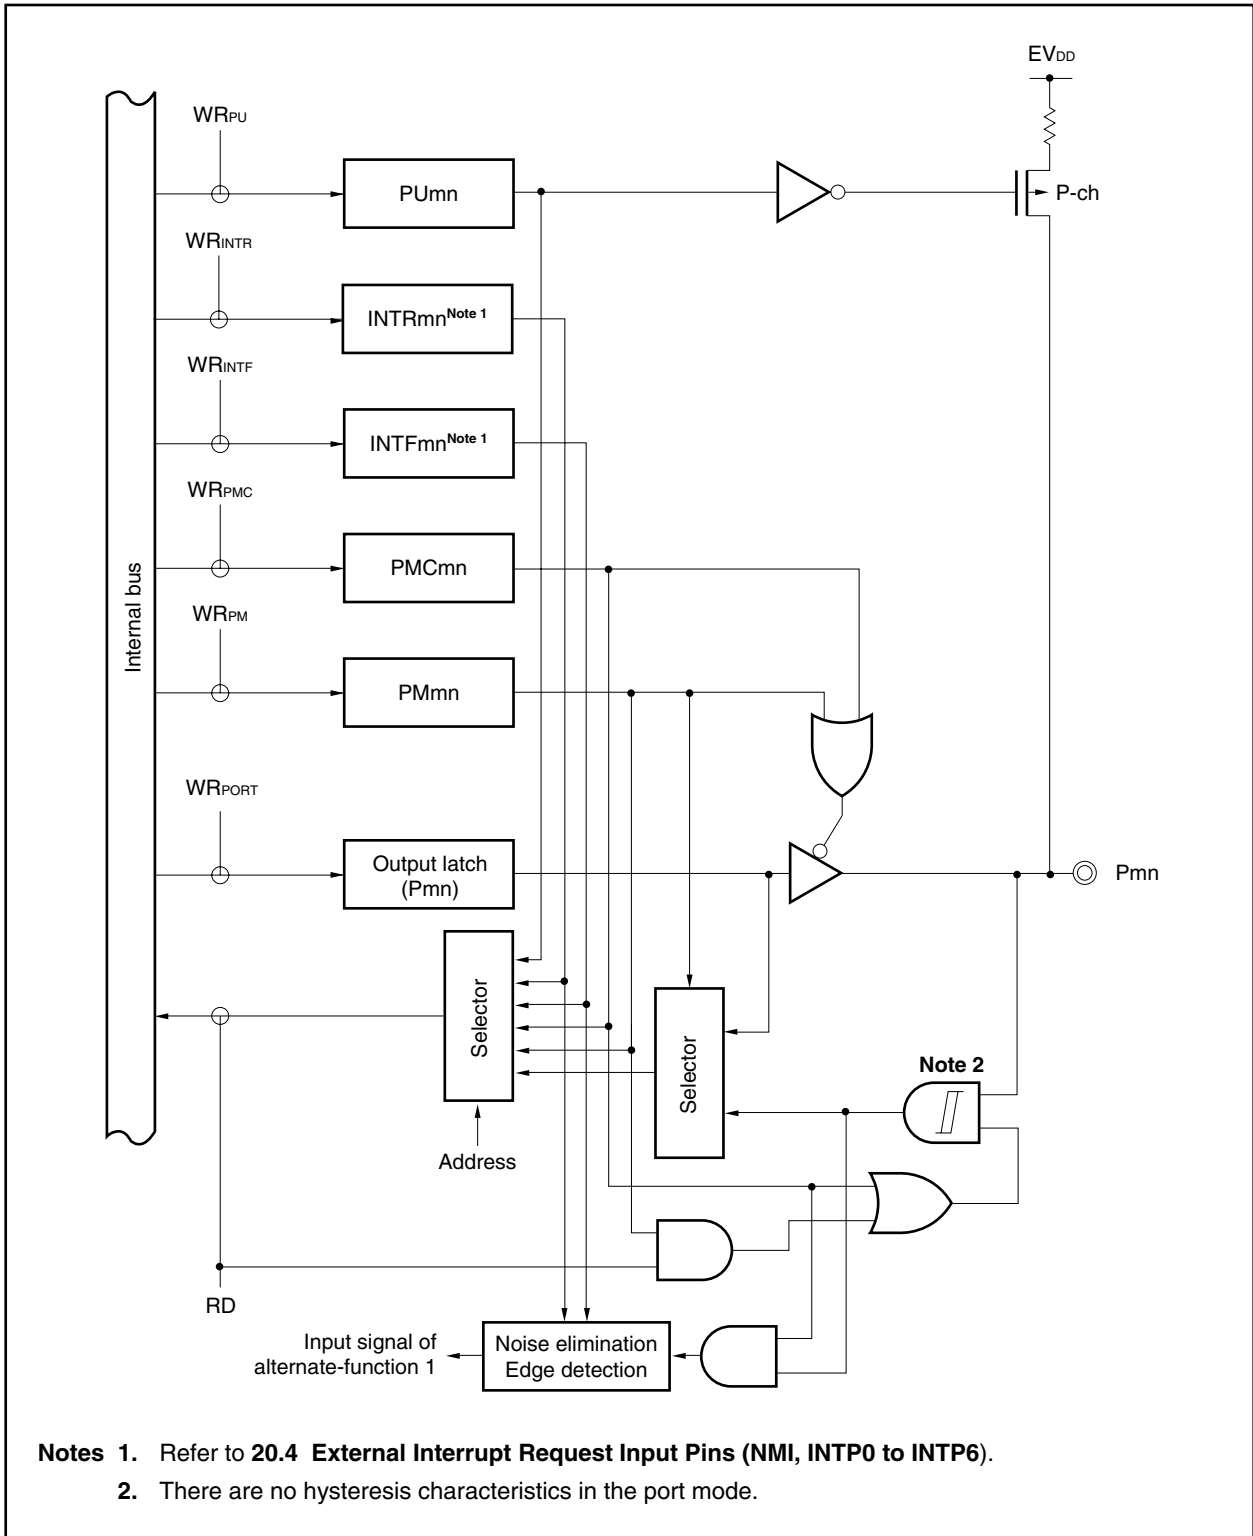 EVDD
WRPU
PUmn
P-ch
WRINTR
INTRmnNote 1
WRINTF
INTFmnNote 1
WRPMC
PMCmn
Internal bus
WRPM
PMmn
WRPORT
Output latch
(Pmn)
Pmn
Selector
Selector
Note 2
Address
RD
Input signal of
alternate-function 1
Noise elimination
Edge detection
Notes 1. Refer to 20.4 External Interrupt Request Input Pins (NMI, INTP0 to INTP6).
2. There are no hysteresis characteristics in the port mode.